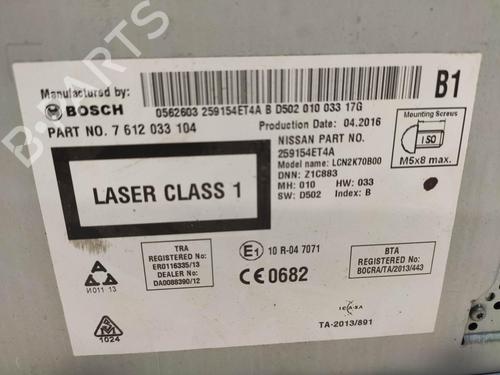 Manufactured by:
BOSCH
0562603 259154ET4A B D502 010 033 17G
B1
PART NO. 7 612 033 104
Production Date: 04.2016
NISSAN PART NO.
259154ET4A
Model name: LCN2K70B00
DNN: Z1C883
MH: 010 HW: 033
SW: D502 Index: B
Mounting Screws
ISO
M5x8 max.
LASER CLASS 1
И011 13
TRA
REGISTERED No:
ER0116335/13
DEALER No:
DA0088390/12
E1 10 R-04 7071
CE 0682
BTA
REGISTERED No:
BOCRA/TA/2013/443
1024
ICASA
TA-2013/891
B-PARTS